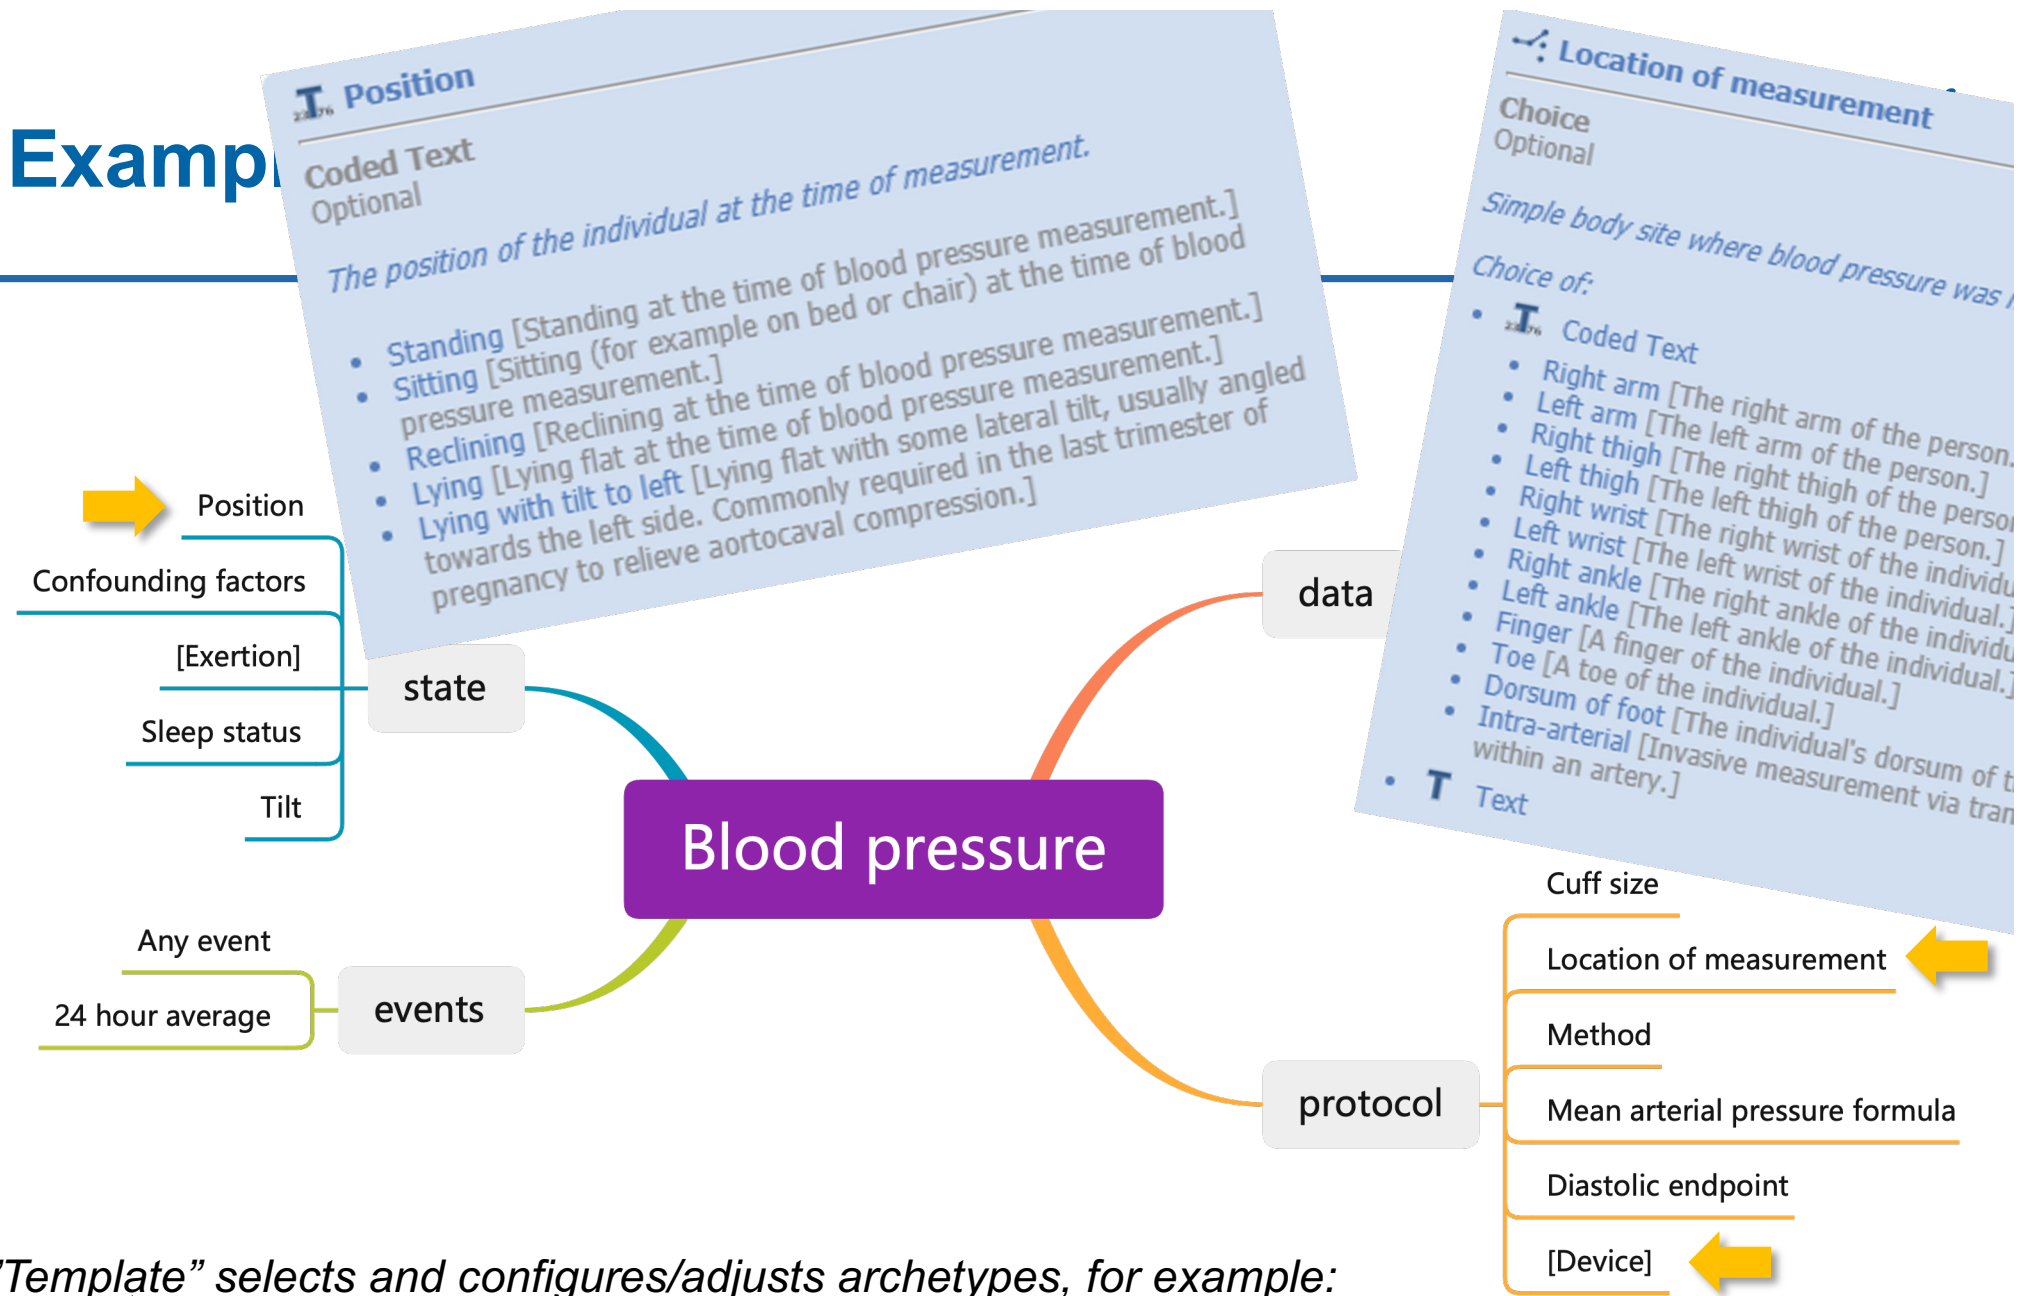 Position
Coded Text
Optional
The position of the individual at the time of measurement.
Standing [Standing at the time of blood pressure measurement.]
Sitting [Sitting (for example on bed or chair) at the time of blood
pressure measurement.]
Reclining [Reclining at the time of blood pressure measurement.]
Lying [Lying flat at the time of blood pressure measurement.]
Lying with tilt to left [Lying flat with some lateral tilt, usually angled
towards the left side. Commonly required in the last trimester of
pregnancy to relieve aortocaval compression.]
Location of measurement
Choice
Optional
Simple body site where blood pressure was
Choice of:
Coded Text
Right arm [The right arm of the person.
Left arm [The left arm of the person.]
Right thigh [The right thigh of the
Left thigh [The left thigh of the person.]
Right wrist [The right wrist of the
Left wrist [The left wrist of the individual.]
Right ankle [The right ankle of the
Left ankle [The left ankle of the individual.]
Finger [A finger of the individual.]
Toe [A toe of the individual.]
Dorsum of foot [The individual's dorsum of
Intra-arterial [Invasive measurement via
within an artery.]
Text
Position
Confounding factors
[Exertion]
Sleep status
Tilt
state
data
Blood pressure
Any event
24 hour average
events
protocol
Cuff size
Location of measurement
Method
Mean arterial pressure formula
Diastolic endpoint
[Device]
"Template" selects and configures/adjusts archetypes, for example: